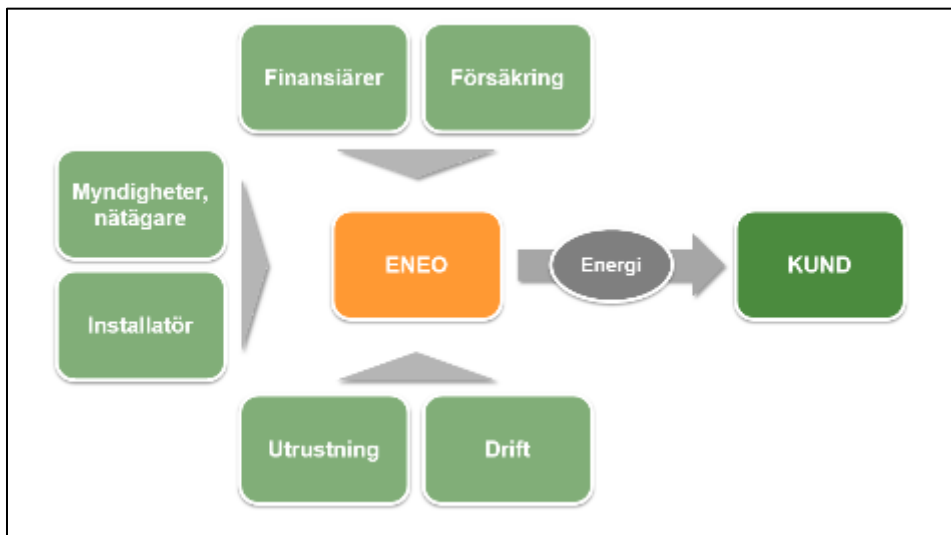 Finansiärer
Försäkring
Myndigheter,
nätägare
Installatör
ENEO
Energi
KUND
Utrustning
Drift